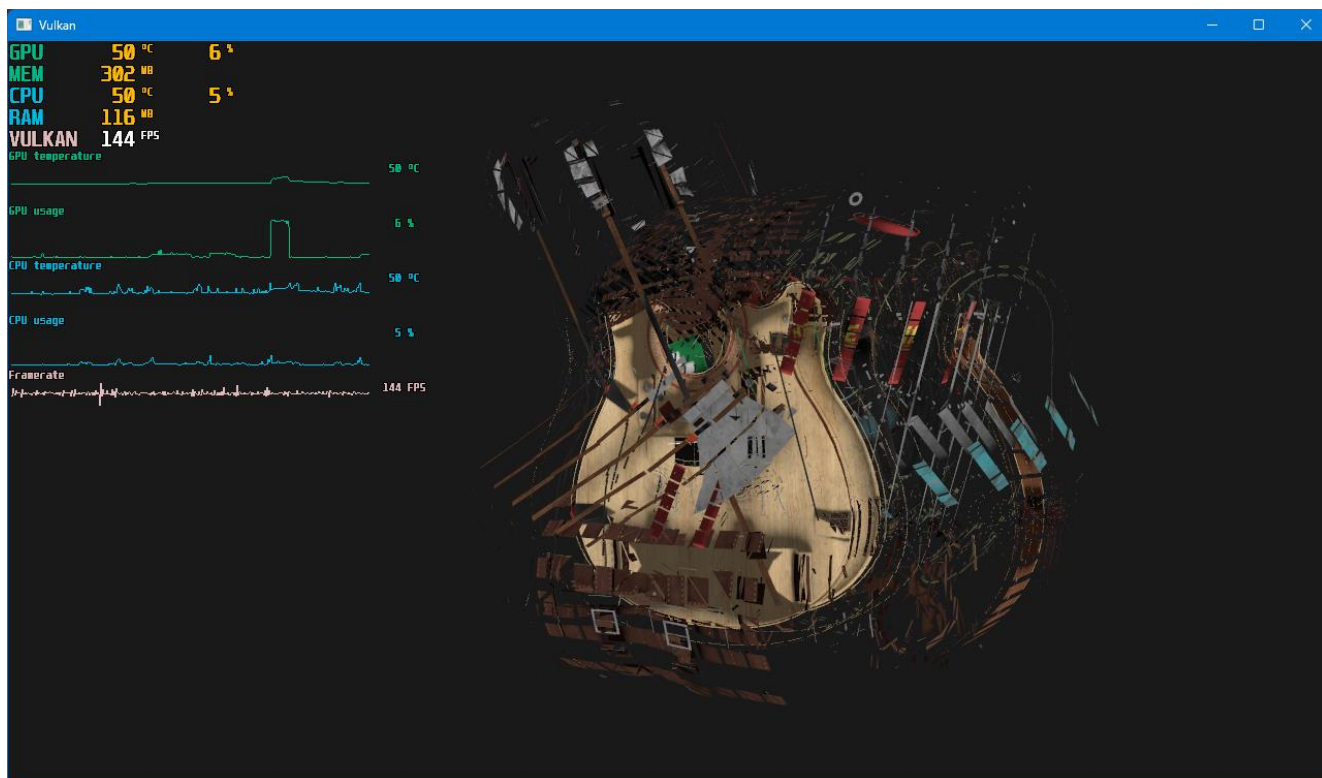 Vulkan
GPU 50 °C 6 %
MEM 302 MB
CPU 50 °C 5 %
RAM 116 MB
VULKAN 144 FPS
GPU temperature
50 °C
GPU usage
6 %
CPU temperature
50 °C
CPU usage
5 %
Framerate
144 FPS